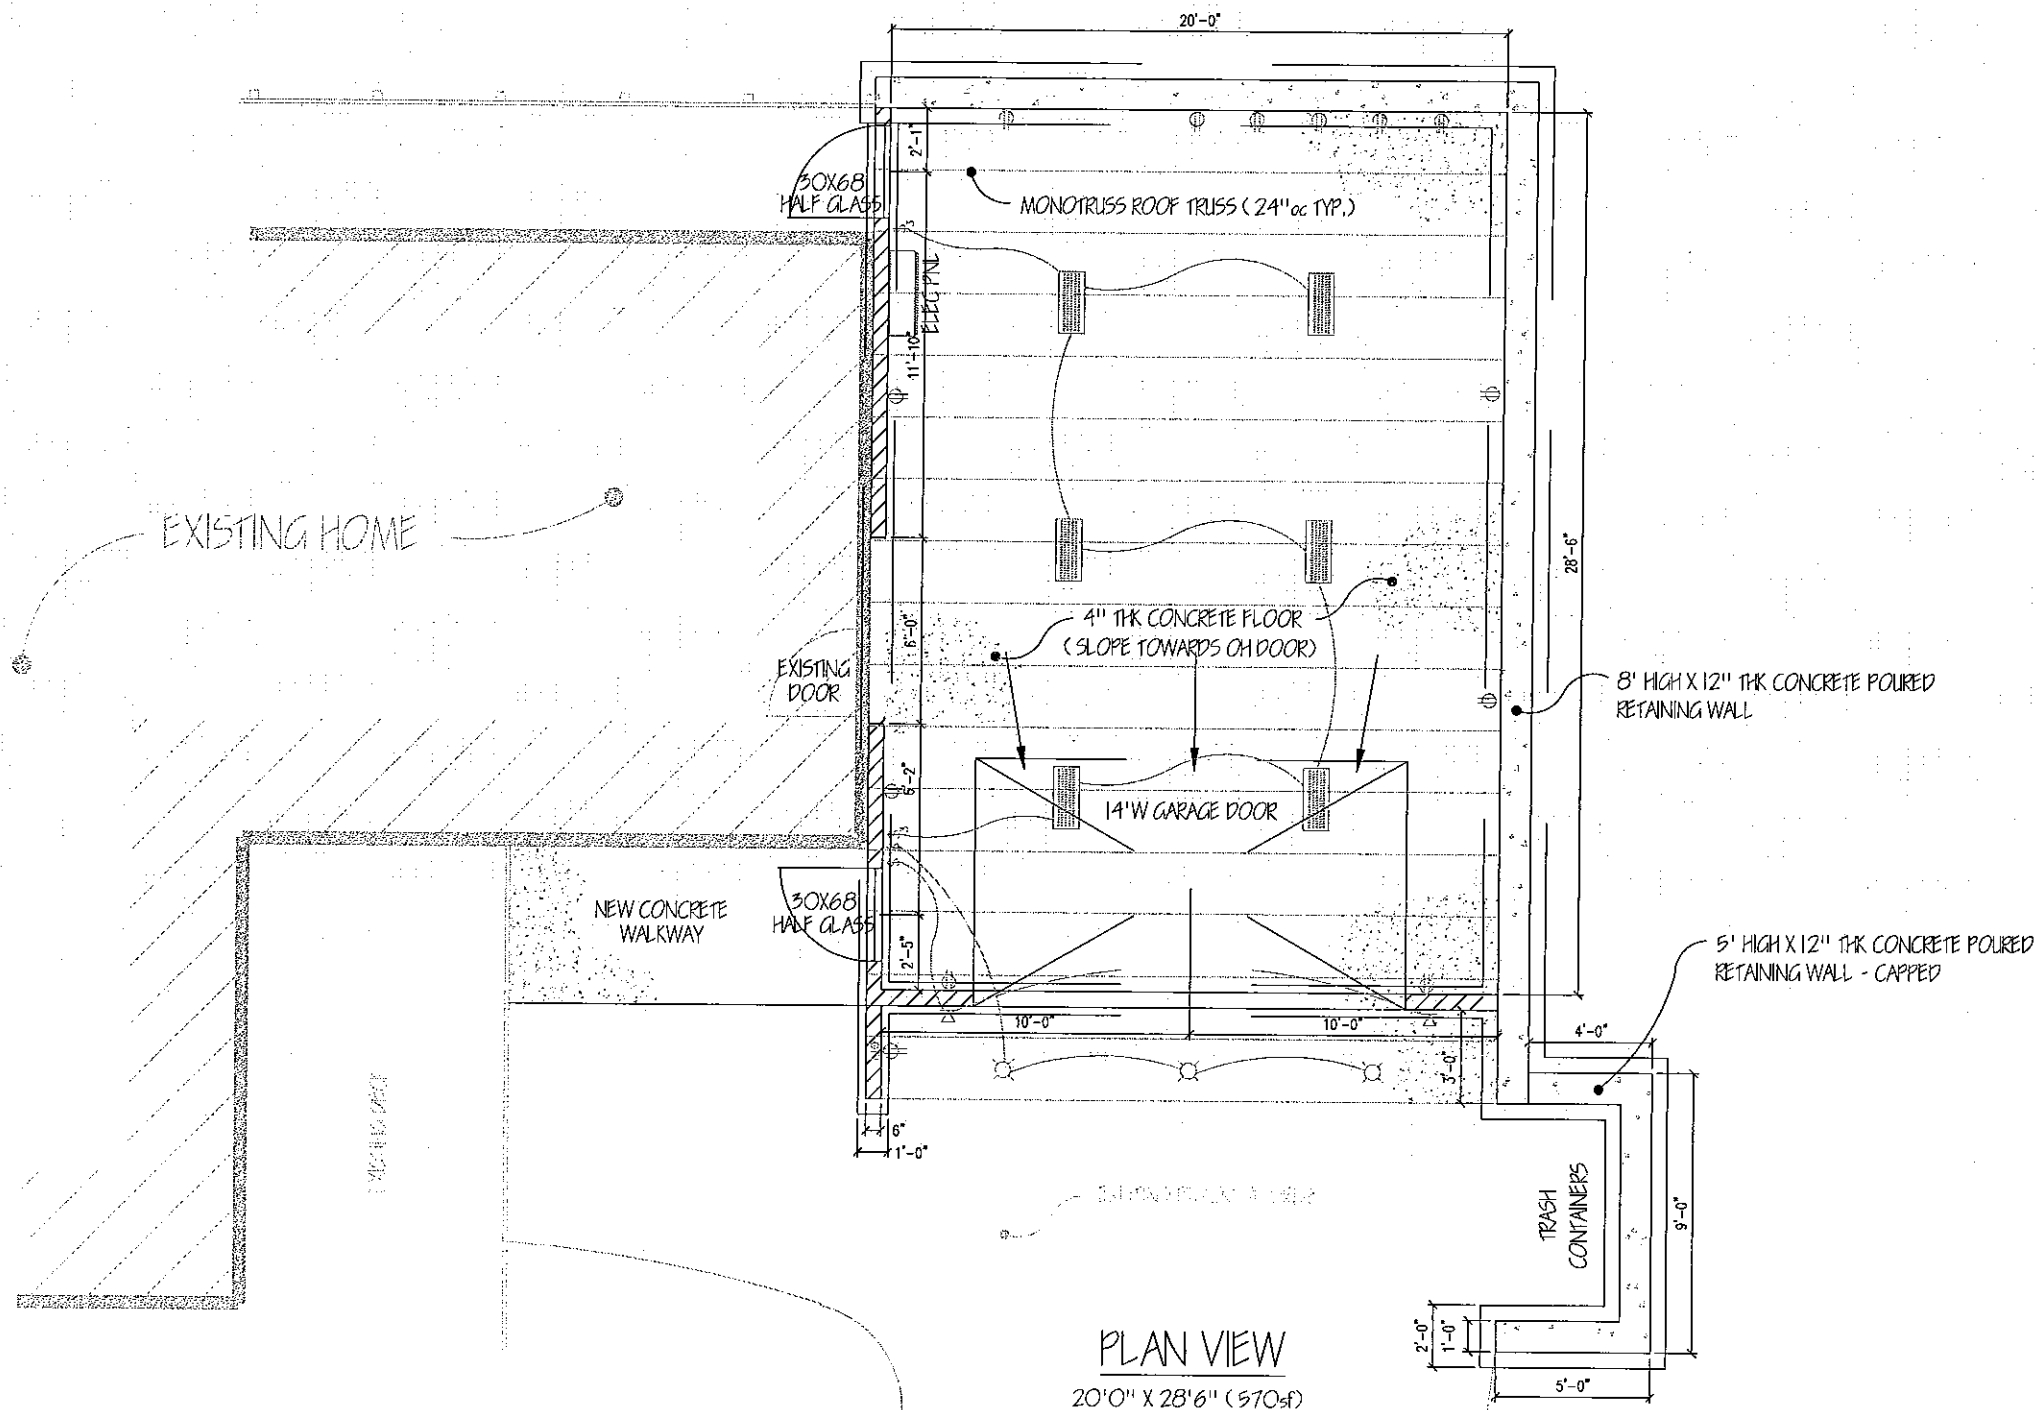 20'-0"
2'-1"
30X68
HALF GLASS
MONOTRUSS ROOF TRUSS (24"oc TYP.)
ELEC PNL
11'-10"
EXISTING HOME
28'-6"
4" THK CONCRETE FLOOR
(SLOPE TOWARDS OH DOOR)
6'-0"
EXISTING
DOOR
8' HIGH X 12" THK CONCRETE POURED
RETAINING WALL
14'W GARAGE DOOR
NEW CONCRETE
WALKWAY
30X68
HALF GLASS
2'-5"
5' HIGH X 12" THK CONCRETE POURED
RETAINING WALL - CAPPED
10'-0"
10'-0"
4'-0"
3'-0"
6"
1'-0"
EXISTING DECK
TRASH
CONTAINERS
9'-0"
2'-0"
1'-0"
5'-0"
PLAN VIEW
20'0" X 28'6" (570sf)